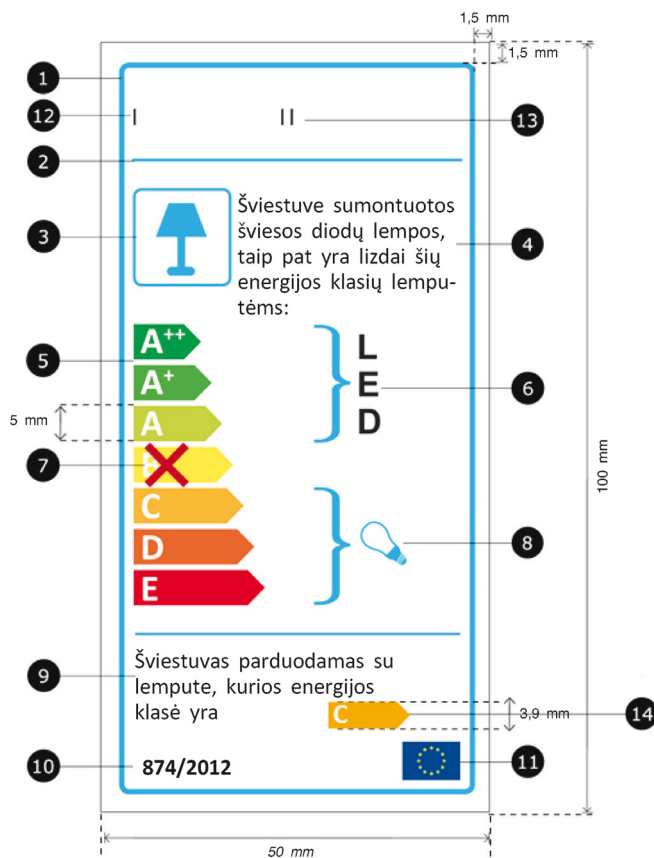 1,5 mm
1,5 mm
1
12
I
II
13
2
3
Šviestuve sumontuotos
šviesos diodų lempos,
taip pat yra lizdai šių
energijos klasių lempu-
tėms:
4
5
A++
A+
A
L
E
D
6
5 mm
7
100 mm
C
D
E
8
9
Šviestuvas parduodamas su
lempute, kurios energijos
klasė yra
C
3,9 mm
14
10
874/2012
11
50 mm